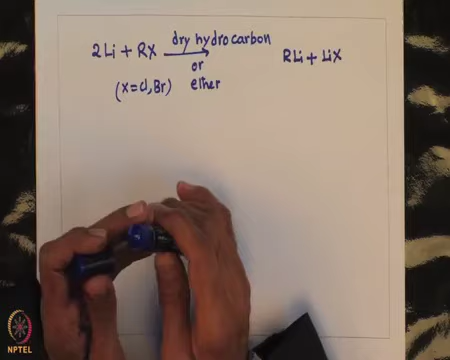 2Li + RX dry hydrocarbon RLi + LiX
or
(X=Cl, Br) ether
NPTEL